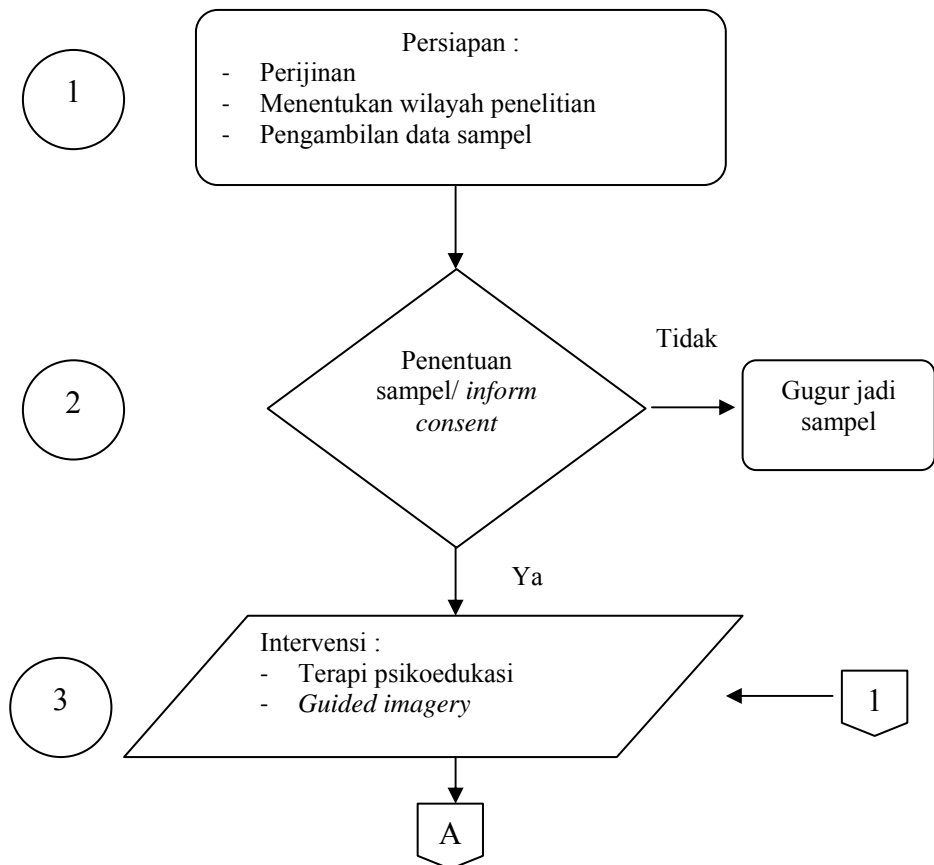 1
Persiapan :
- Perijinan
- Menentukan wilayah penelitian
- Pengambilan data sampel
2
Penentuan
sampel/ inform
consent
Tidak
Gugur jadi
sampel
Ya
3
Intervensi :
- Terapi psikoedukasi
- Guided imagery
1
A